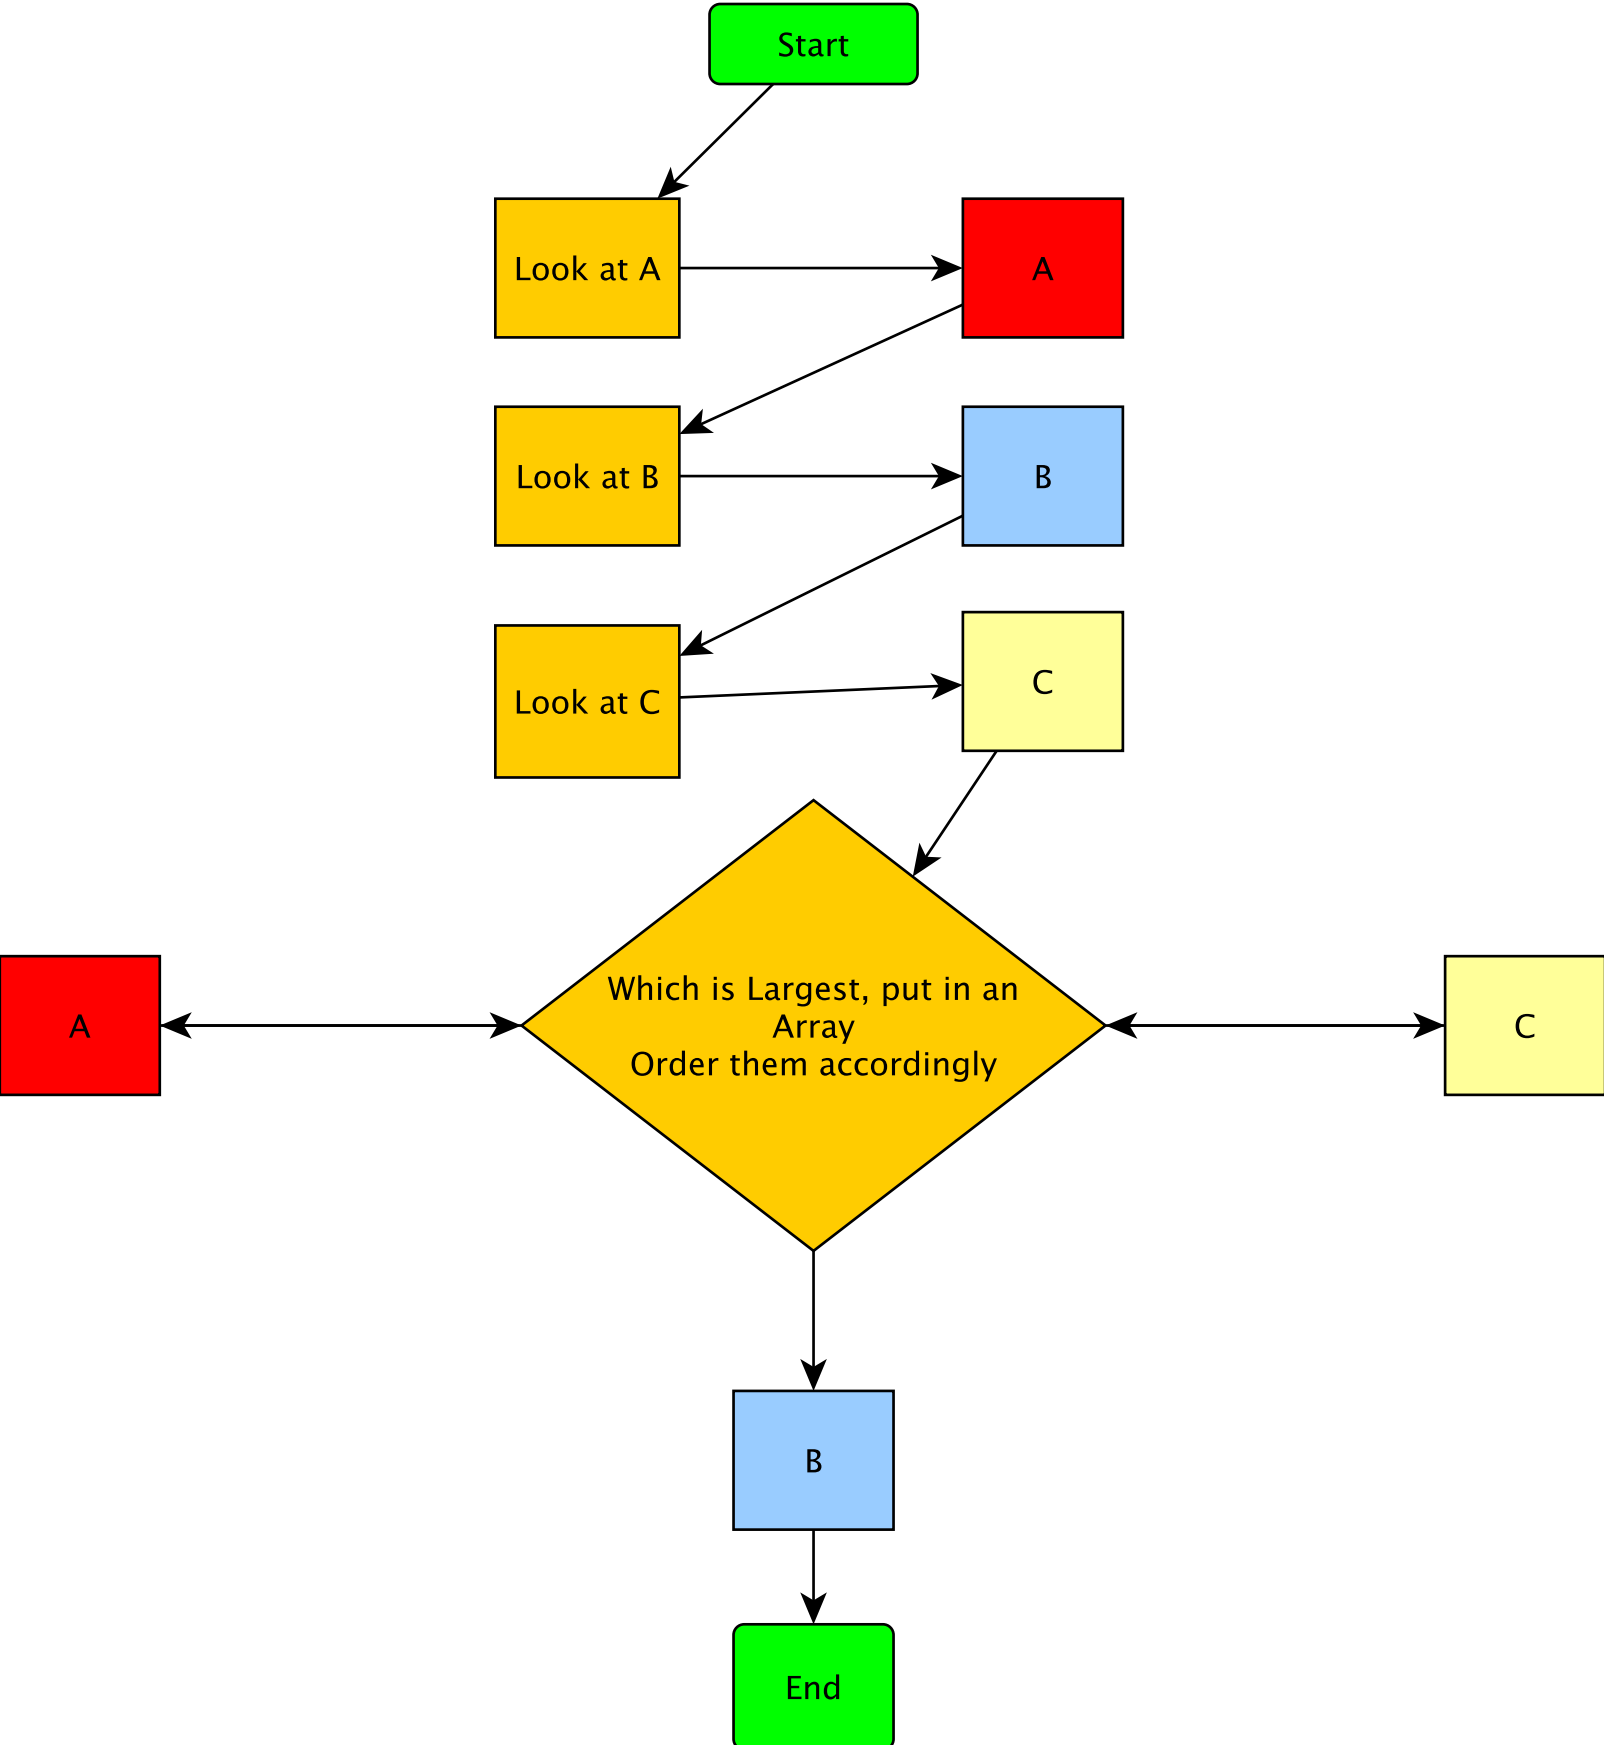 Start
Look at A
A
Look at B
B
Look at C
C
Which is Largest, put in an
Array
Order them accordingly
A
C
B
End